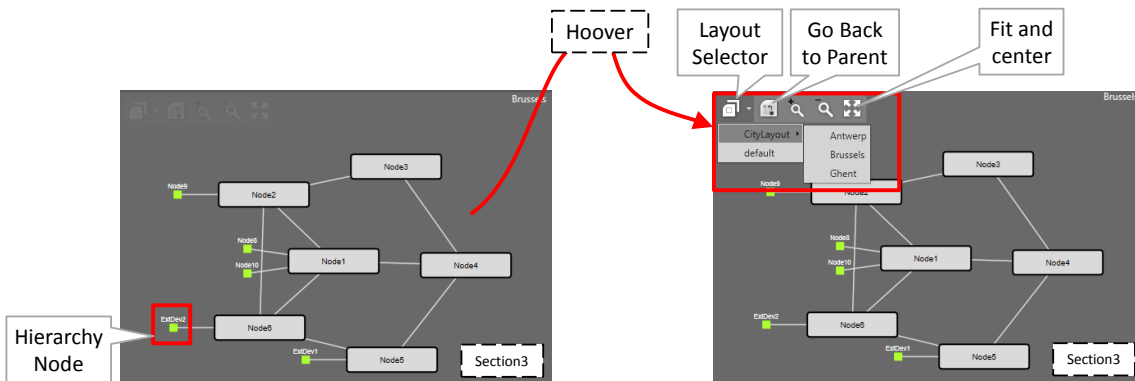 Hoover
Layout
Selector
Go Back
to Parent
Fit and
center
Brussels
Node3
Node9
Node2
Node8
Node10
Node1
Node4
ExtDev2
Node6
ExtDev1
Node5
Section3
Hierarchy
Node
Brussels
CityLayout
default
Antwerp
Brussels
Ghent
Node3
Node9
Node2
Node8
Node10
Node1
Node4
ExtDev2
Node6
ExtDev1
Node5
Section3